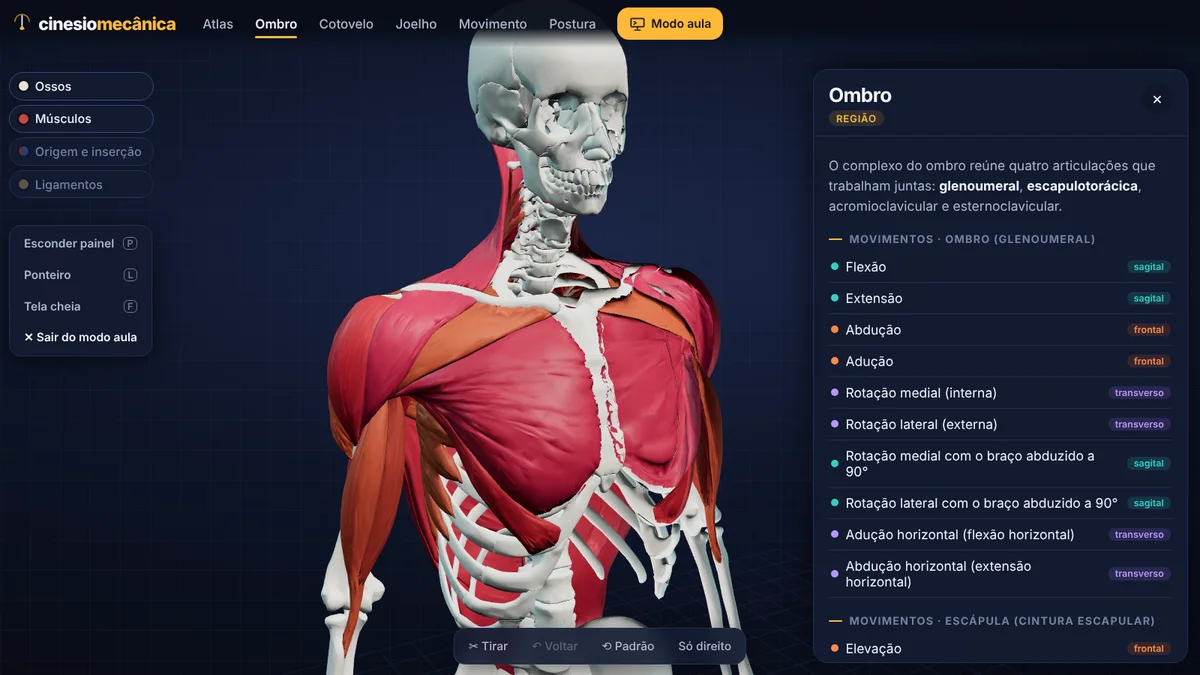 cinesiomecânica
Atlas
Ombro
Cotovelo
Joelho
Movimento
Postura
Modo aula
Ossos
Músculos
Origem e inserção
Ligamentos
Esconder painel P
Ponteiro L
Tela cheia F
✕ Sair do modo aula
Ombro
✕
REGIÃO
O complexo do ombro reúne quatro articulações que
trabalham juntas: glenoumeral, escapulotorácica,
acromioclavicular e esternoclavicular.
MOVIMENTOS · OMBRO (GLENOUMERAL)
Flexão sagital
Extensão sagital
Abdução frontal
Adução frontal
Rotação medial (interna) transverso
Rotação lateral (externa) transverso
Rotação medial com o braço abduzido a
90° sagital
Rotação lateral com o braço abduzido a 90° sagital
Adução horizontal (flexão horizontal) transverso
Abdução horizontal (extensão
horizontal) transverso
MOVIMENTOS · ESCÁPULA (CINTURA ESCAPULAR)
Elevação frontal
✂ Tirar
↶ Voltar
⟲ Padrão
Só direito